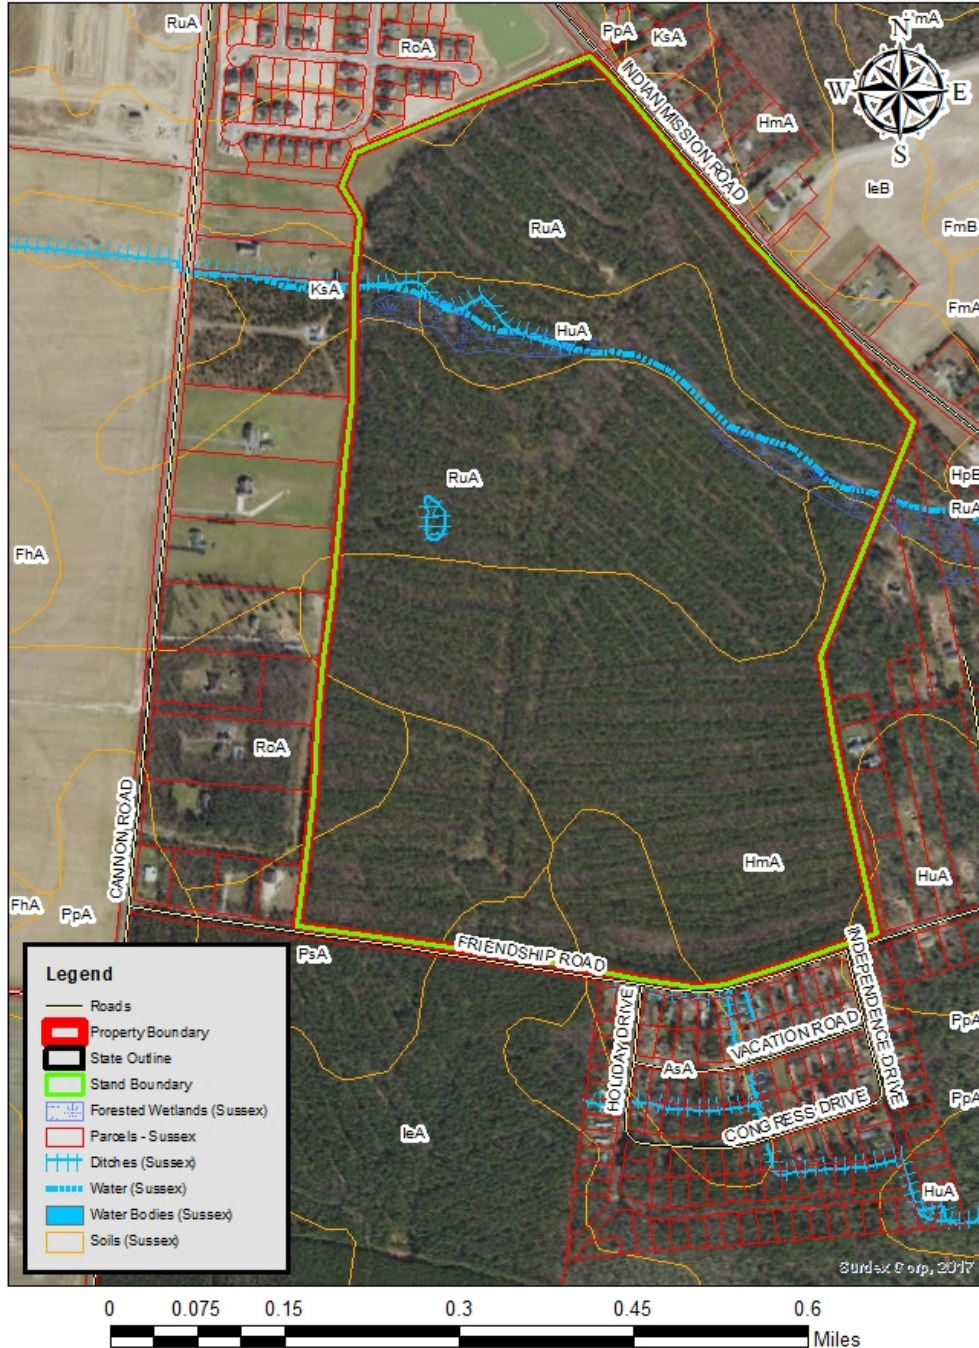 RuA
RoA
PpA
KsA
HmA
N
W
E
S
INDIAN MISSION ROAD
HmA
IeB
RuA
FmB
KsA
HuA
FmA
RuA
HpB
RuA
FhA
RoA
CANNON ROAD
HmA
HuA
FhA
PpA
PsA
FRIENDSHIP ROAD
INDEPENDENCE DRIVE
HOLIDAY DRIVE
VACATION ROAD
PpA
AsA
CONGRESS DRIVE
PpA
IeA
HuA
Legend
Roads
Property Boundary
State Outline
Stand Boundary
Forested Wetlands (Sussex)
Parcels - Sussex
Ditches (Sussex)
Water (Sussex)
Water Bodies (Sussex)
Soils (Sussex)
Surdex Corp, 2017
0 0.075 0.15 0.3 0.45 0.6
Miles